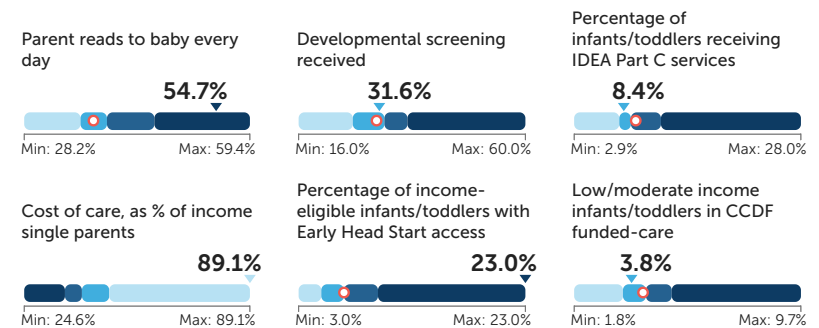 Parent reads to baby every
day
54.7%
Min: 28.2%
Max: 59.4%
Developmental screening
received
31.6%
Min: 16.0%
Max: 60.0%
Percentage of
infants/toddlers receiving
IDEA Part C services
8.4%
Min: 2.9%
Max: 28.0%
Cost of care, as % of income
single parents
89.1%
Min: 24.6%
Max: 89.1%
Percentage of income-
eligible infants/toddlers with
Early Head Start access
23.0%
Min: 3.0%
Max: 23.0%
Low/moderate income
infants/toddlers in CCDF
funded-care
3.8%
Min: 1.8%
Max: 9.7%